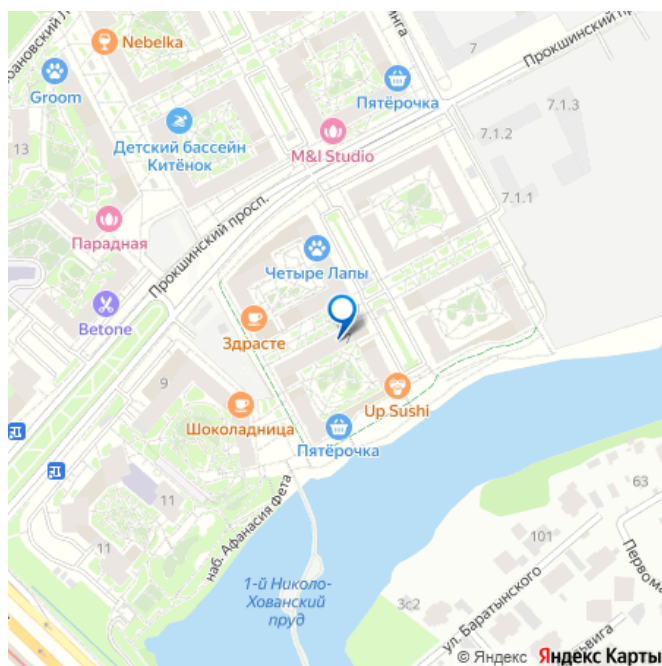 Nebelka
Groom
13
Детский бассейн
Китёнок
Пятёрочка
M&I Studio
7
Прокшинский пр
7.1.3
7.1.2
7.1.1
Парадная
Прокшинский просп.
Четыре Лапы
Betone
Здрасте
9
Up Sushi
Шоколадница
Пятёрочка
11
11
наб. Афанасия Фета
63
101
1-й Николо-
Хованский
пруд
3с2
ул. Баратынского
Первома
© Яндекс Яндекс Карты